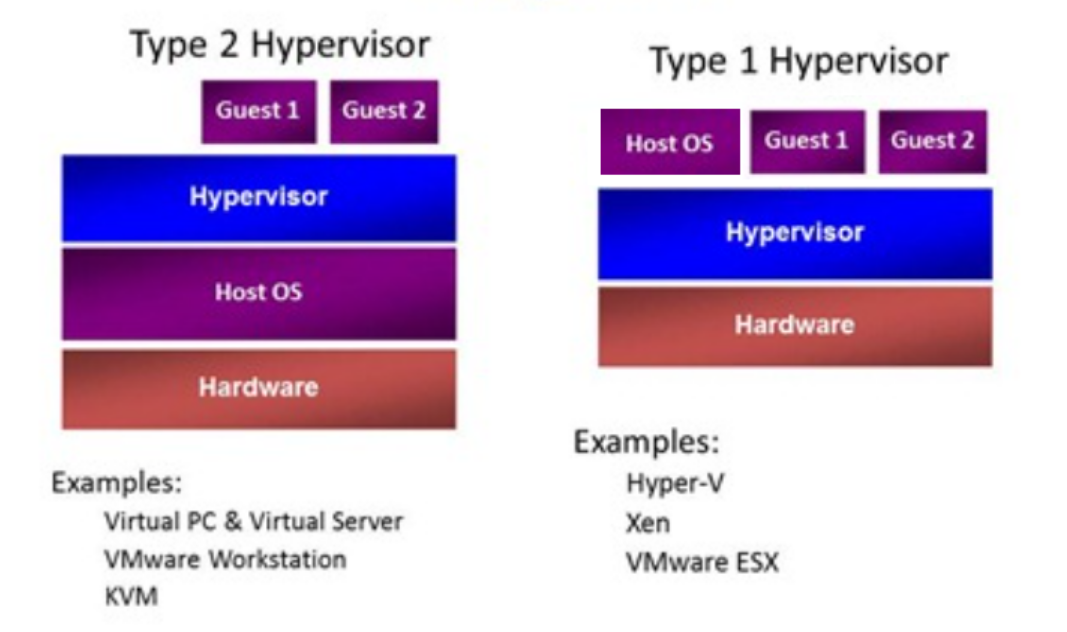 Type 2 Hypervisor
Guest 1
Guest 2
Hypervisor
Host OS
Hardware
Examples:
Virtual PC & Virtual Server
VMware Workstation
KVM
Type 1 Hypervisor
Host OS
Guest 1
Guest 2
Hypervisor
Hardware
Examples:
Hyper-V
Xen
VMware ESX